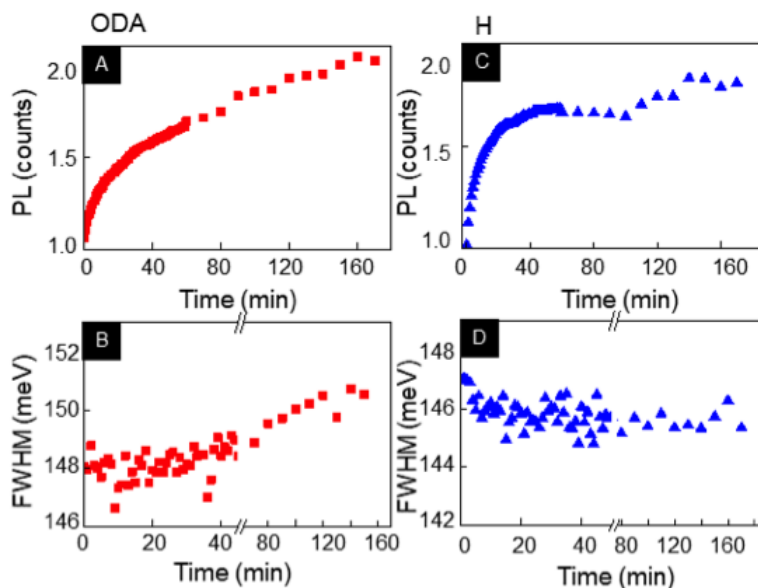 ODA
H
A
2.0
1.5
1.0
PL (counts)
0 40 80 120 160
Time (min)
C
2.0
1.5
1.0
PL (counts)
0 40 80 120 160
Time (min)
B
152
150
148
146
FWHM (meV)
0 20 40 80 120 160
Time (min)
D
148
146
144
142
FWHM (meV)
0 20 40 80 120 160
Time (min)